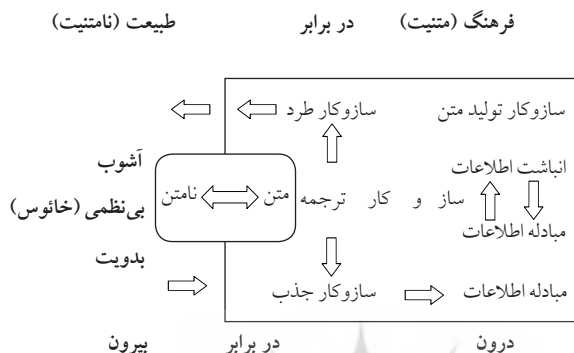 فرهنگ (متنیت) در برابر طبیعت (نامتنیت)
سازوکار تولید متن سازوکار طرد
آشوب
انباشت اطلاعات
ساز و کار ترجمه متن نامتن
بی‌نظمی (خائوس)
مبادله اطلاعات
بدویت
مبادله اطلاعات سازوکار جذب
درون در برابر بیرون